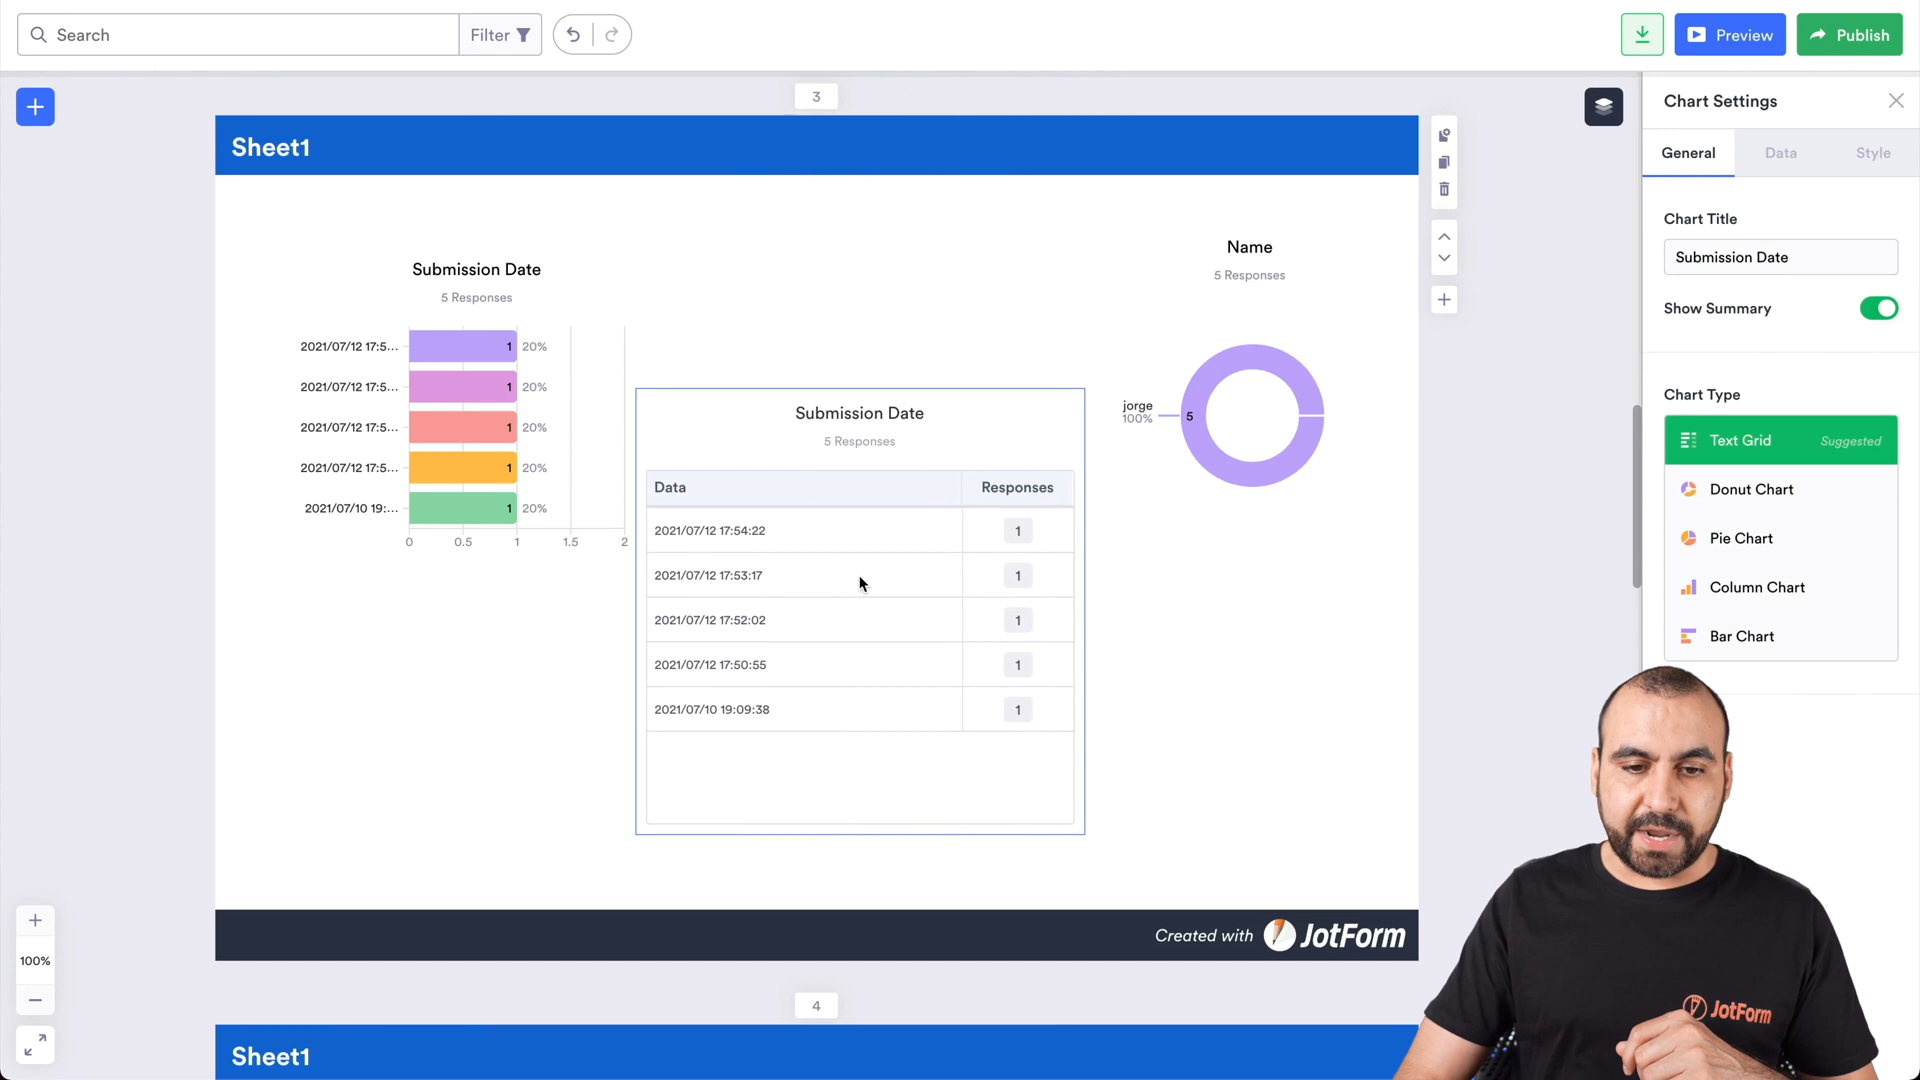 Search
Filter
Preview
Publish
3
Chart Settings
General
Data
Style
Sheet1
Chart Title
Submission Date
Show Summary
Submission Date
5 Responses
2021/07/12 17:5... 1 20%
2021/07/12 17:5... 1 20%
2021/07/12 17:5... 1 20%
2021/07/12 17:5... 1 20%
2021/07/10 19:... 1 20%
0 0.5 1 1.5 2
Submission Date
5 Responses
Data Responses
2021/07/12 17:54:22 1
2021/07/12 17:53:17 1
2021/07/12 17:52:02 1
2021/07/12 17:50:55 1
2021/07/10 19:09:38 1
Name
5 Responses
jorge
100%
5
Chart Type
Text Grid Suggested
Donut Chart
Pie Chart
Column Chart
Bar Chart
Created with JotForm
100%
4
Sheet1
JotForm